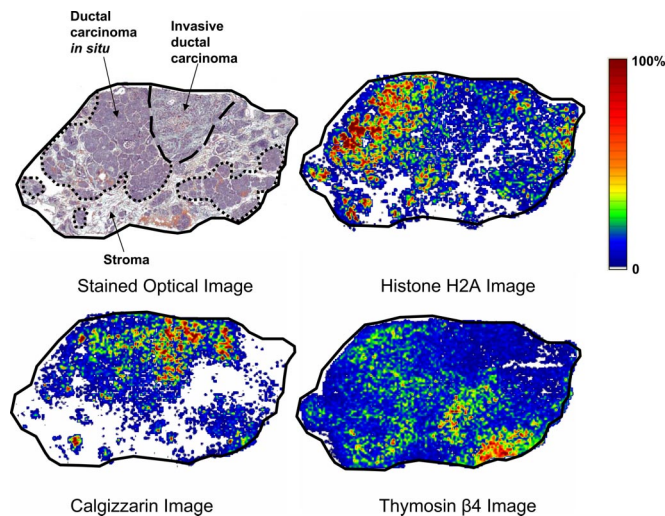 Ductal
carcinoma
in situ
Invasive
ductal
carcinoma
100%
0
Stroma
Stained Optical Image
Histone H2A Image
Calgizzarin Image
Thymosin β4 Image